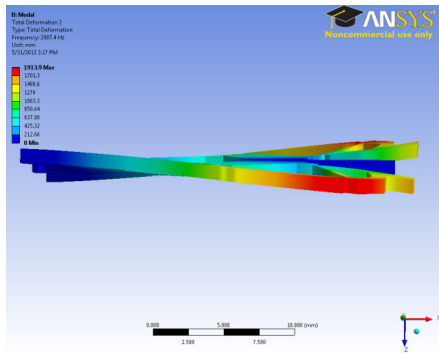 B: Modal
Total Deformation 2
Type: Total Deformation
Frequency: 2987.4 Hz
Unit: mm
5/31/2013 3:17 PM
1913.9 Max
1701.3
1488.6
1276
1063.3
850.64
637.98
425.32
212.66
0 Min
ANSYS
Noncommercial use only
0.000
5.000
10.000 (mm)
2.500
7.500
X
Z